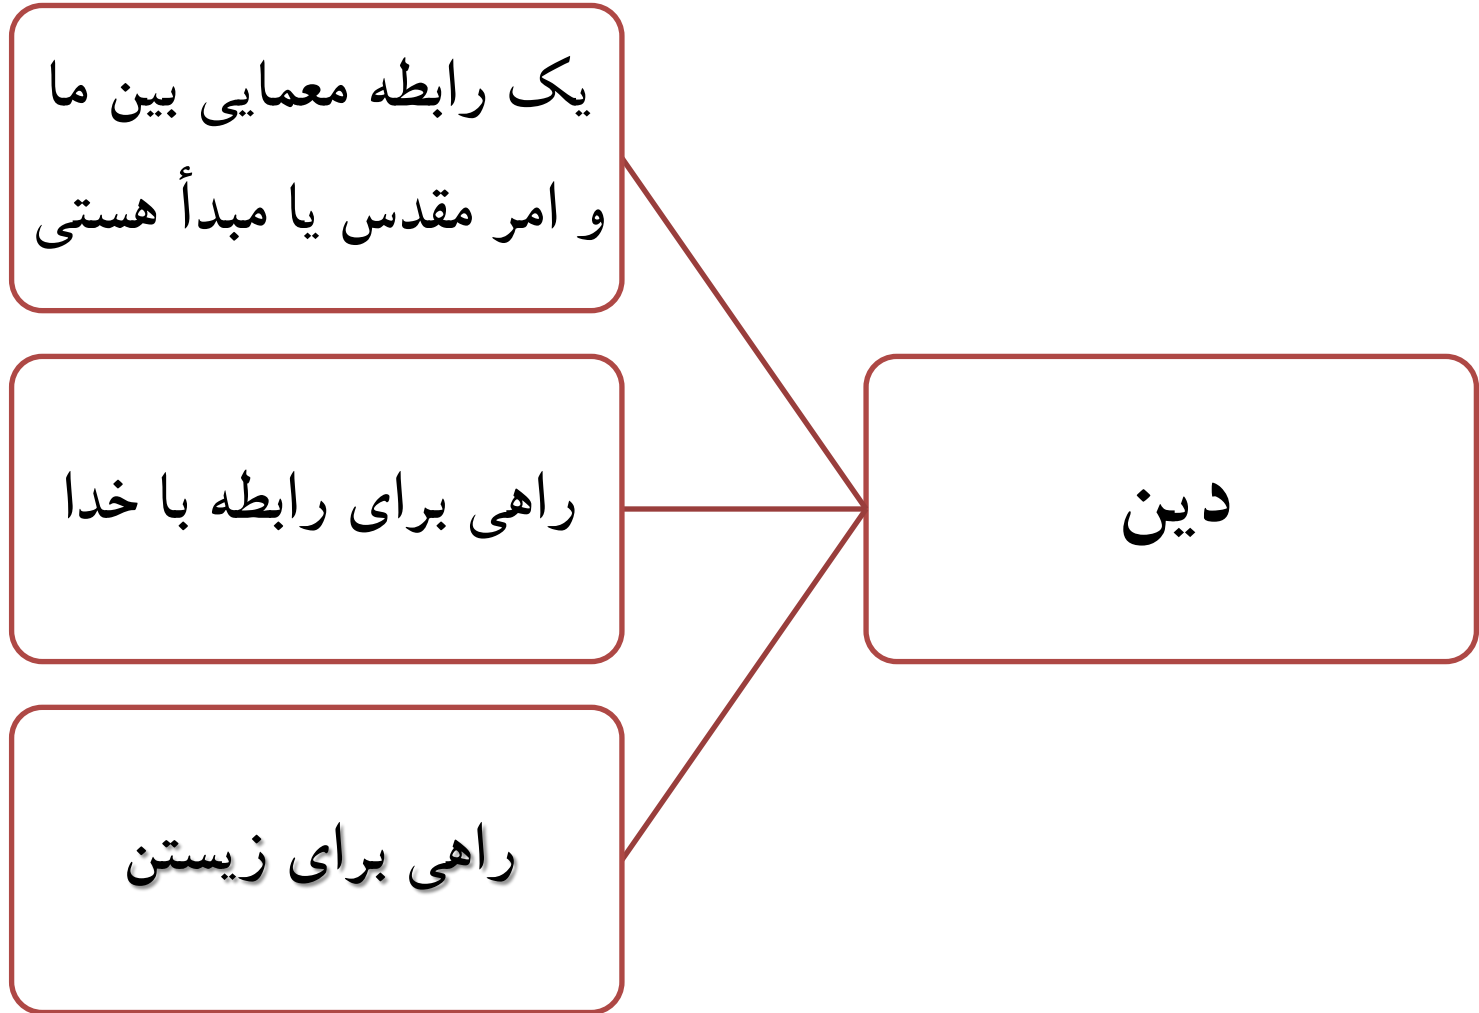 دین
یک رابطه معمایی بین ما
و امر مقدس یا مبدأ هستی
راهی برای رابطه با خدا
راهی برای زیستن